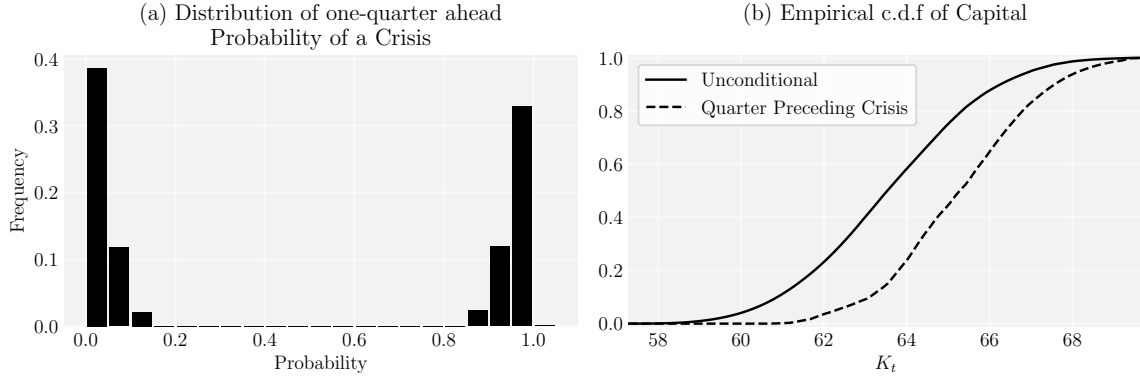 (a) Distribution of one-quarter ahead
Probability of a Crisis
0.4
0.3
0.2
0.1
0.0
Frequency
0.0 0.2 0.4 0.6 0.8 1.0
Probability
(b) Empirical c.d.f of Capital
Unconditional
Quarter Preceding Crisis
1.0
0.8
0.6
0.4
0.2
0.0
58 60 62 64 66 68
K_t